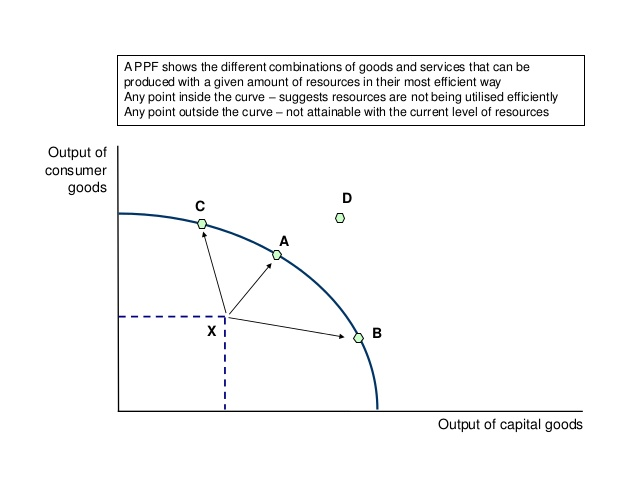 A PPF shows the different combinations of goods and services that can be
produced with a given amount of resources in their most efficient way
Any point inside the curve – suggests resources are not being utilised efficiently
Any point outside the curve – not attainable with the current level of resources
Output of
consumer
goods
C
D
A
X
B
Output of capital goods